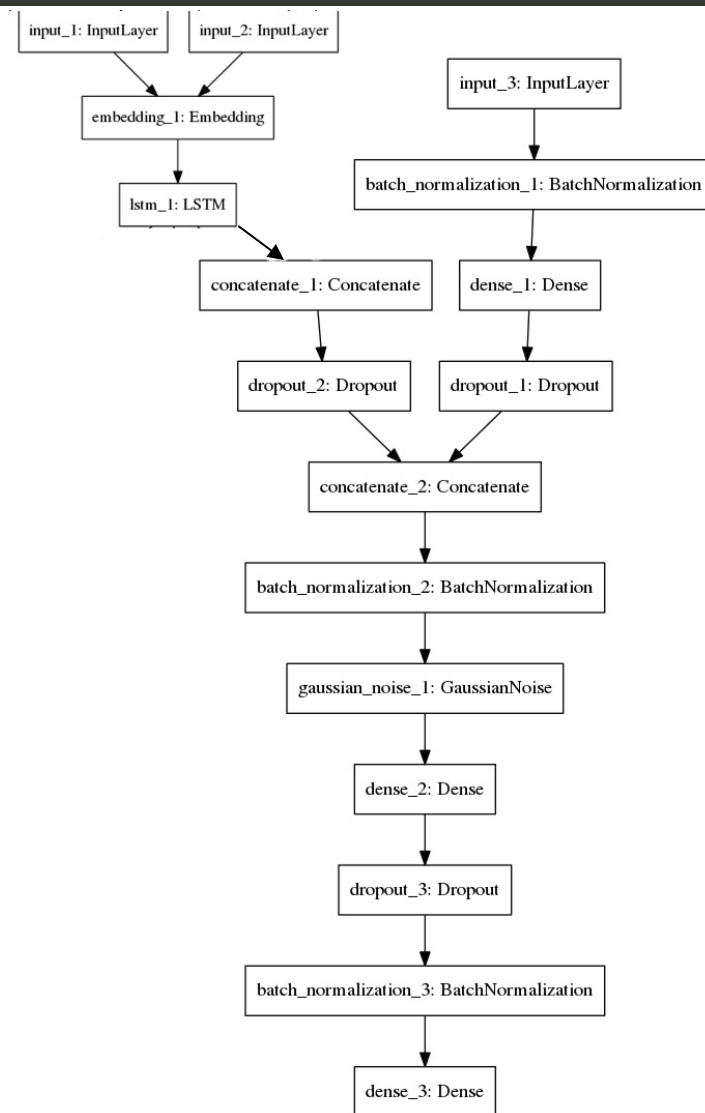 input_1: InputLayer
input_2: InputLayer
input_3: InputLayer
embedding_1: Embedding
batch_normalization_1: BatchNormalization
lstm_1: LSTM
concatenate_1: Concatenate
dense_1: Dense
dropout_2: Dropout
dropout_1: Dropout
concatenate_2: Concatenate
batch_normalization_2: BatchNormalization
gaussian_noise_1: GaussianNoise
dense_2: Dense
dropout_3: Dropout
batch_normalization_3: BatchNormalization
dense_3: Dense